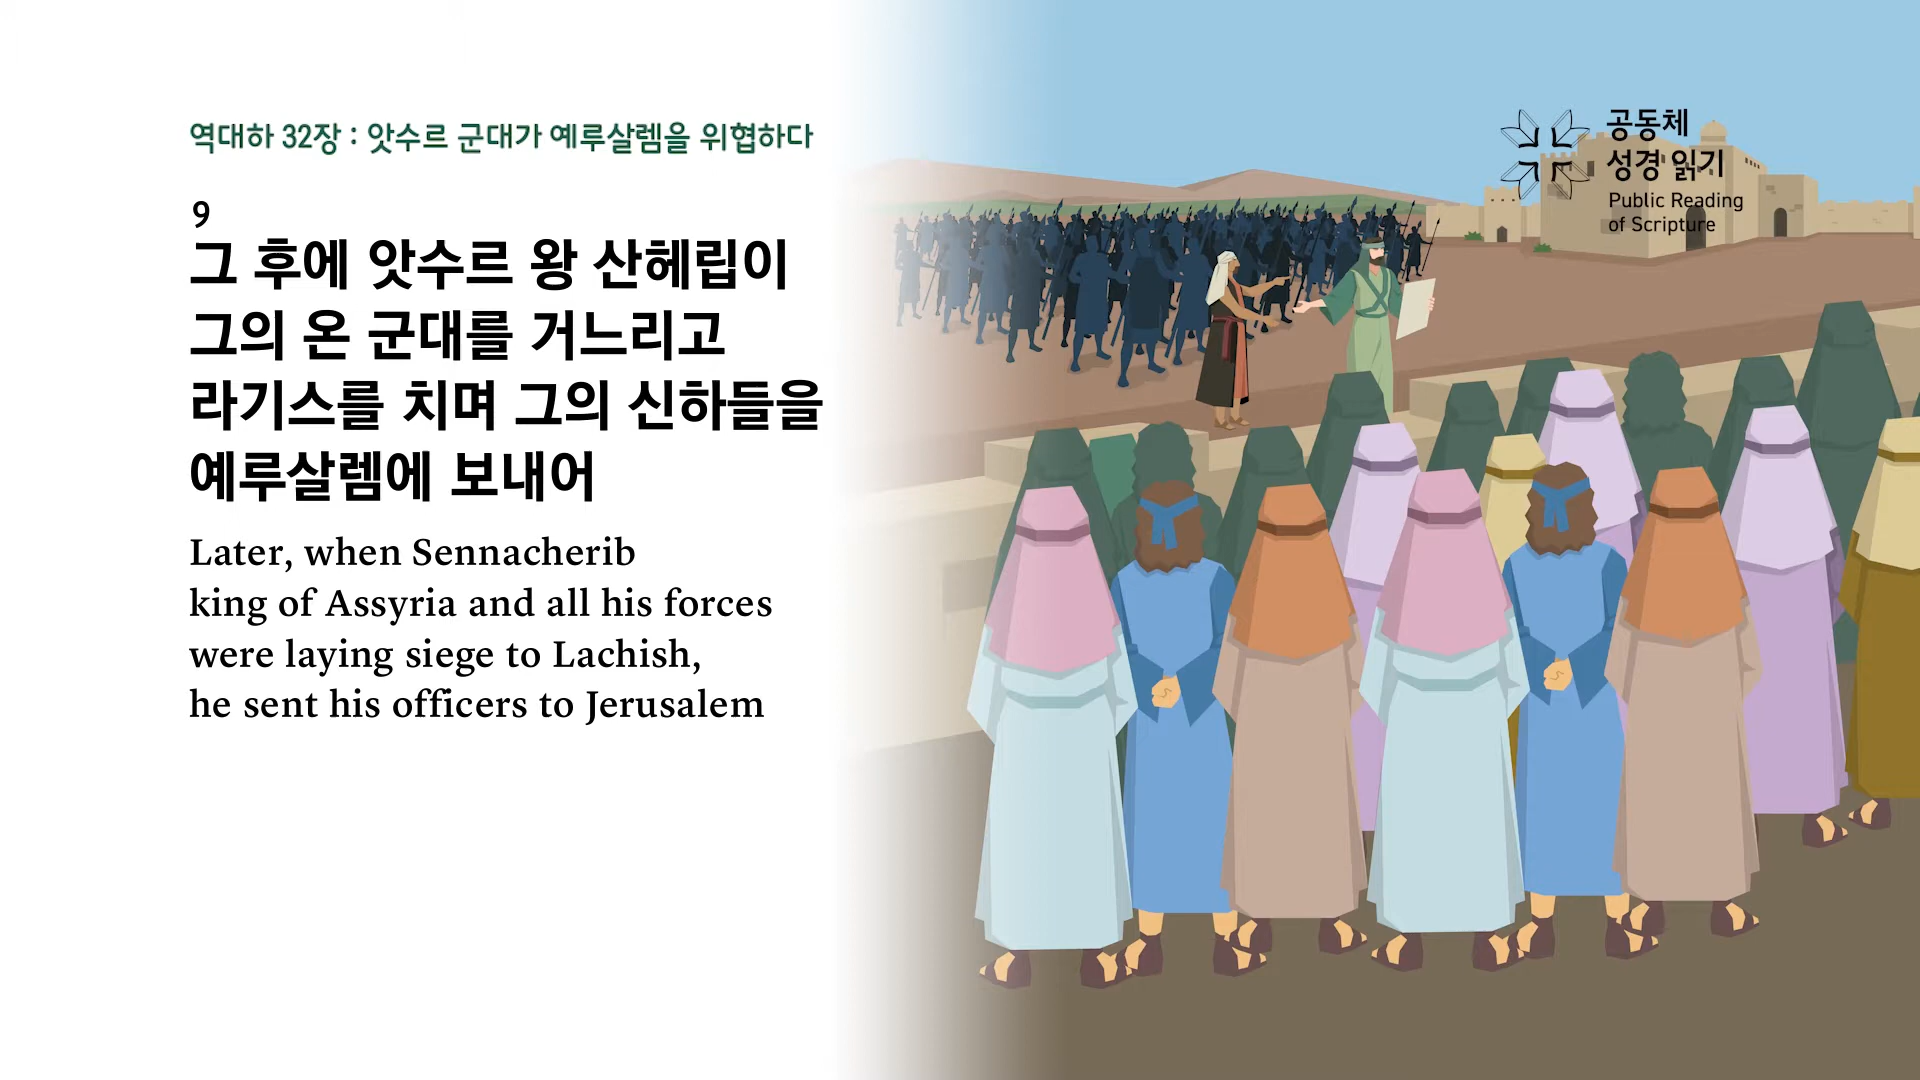 역대하 32장 : 앗수르 군대가 예루살렘을 위협하다
9
그 후에 앗수르 왕 산헤립이
그의 온 군대를 거느리고
라기스를 치며 그의 신하들을
예루살렘에 보내어
Later, when Sennacherib
king of Assyria and all his forces
were laying siege to Lachish,
he sent his officers to Jerusalem
공동체
성경 읽기
Public Reading
of Scripture